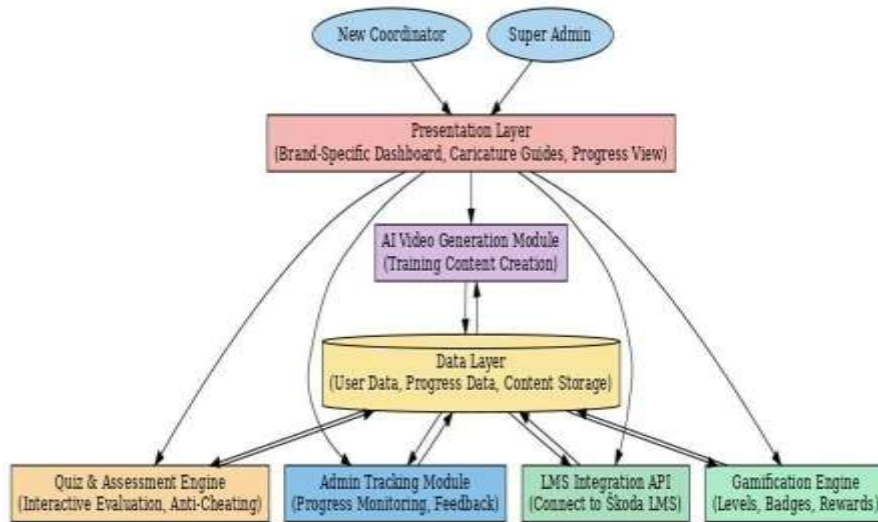 New Coordinator
Super Admin
Presentation Layer
(Brand-Specific Dashboard, Caricature Guides, Progress View)
AI Video Generation Module
(Training Content Creation)
Data Layer
(User Data, Progress Data, Content Storage)
Quiz & Assessment Engine
(Interactive Evaluation, Anti-Cheating)
Admin Tracking Module
(Progress Monitoring, Feedback)
LMS Integration API
(Connect to Škoda LMS)
Gamification Engine
(Levels, Badges, Rewards)